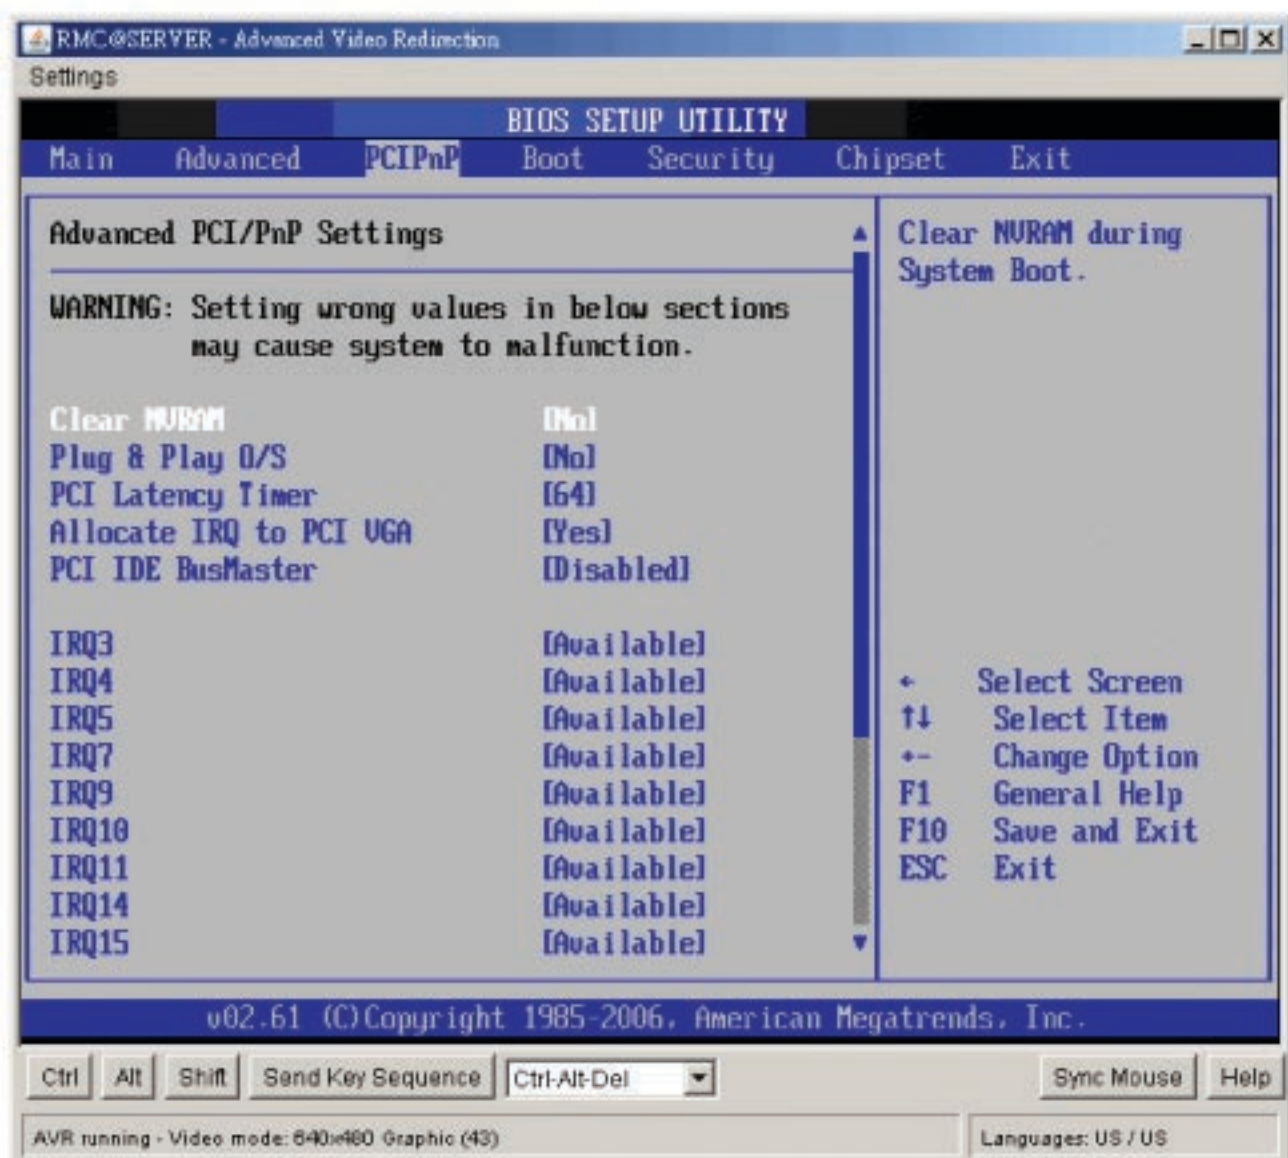 RMC@SERVER - Advanced Video Redirection
Settings
BIOS SETUP UTILITY
Main Advanced PCIPnP Boot Security Chipset Exit
Advanced PCI/PnP Settings
WARNING: Setting wrong values in below sections
may cause system to malfunction.
Clear NVRAM [No]
Plug & Play O/S [No]
PCI Latency Timer [64]
Allocate IRQ to PCI VGA [Yes]
PCI IDE BusMaster [Disabled]
IRQ3 [Available]
IRQ4 [Available]
IRQ5 [Available]
IRQ7 [Available]
IRQ9 [Available]
IRQ10 [Available]
IRQ11 [Available]
IRQ14 [Available]
IRQ15 [Available]
Clear NVRAM during
System Boot.
← Select Screen
↑↓ Select Item
+- Change Option
F1 General Help
F10 Save and Exit
ESC Exit
v02.61 (C)Copyright 1985-2006, American Megatrends, Inc.
Ctrl Alt Shift Send Key Sequence Ctrl-Alt-Del Sync Mouse Help
AVR running - Video mode: 640x480 Graphic (43) Languages: US / US